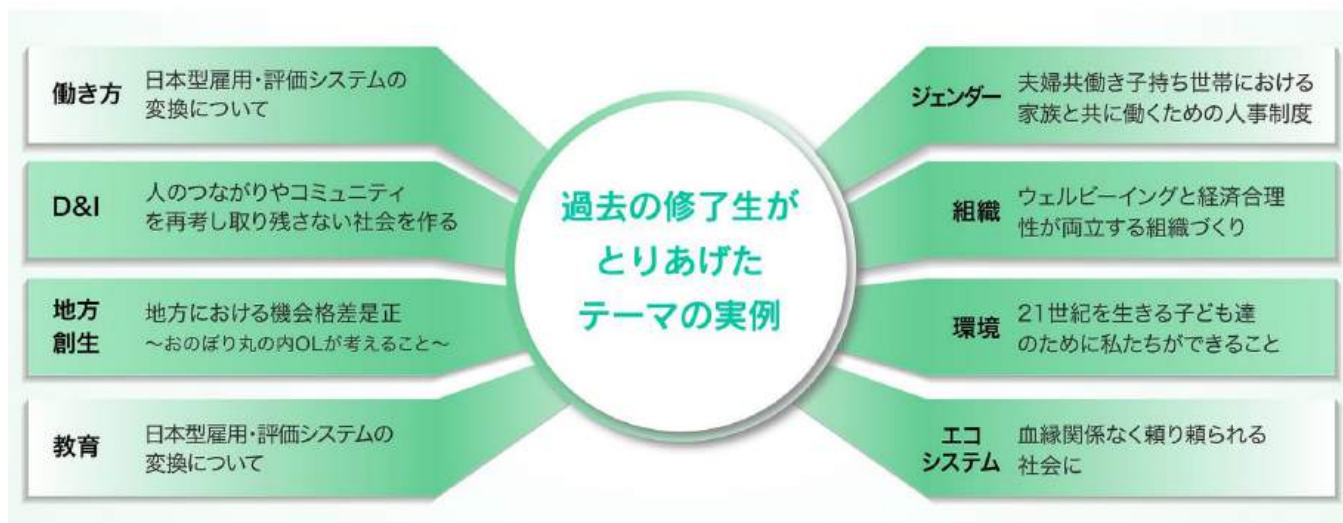 働き方
日本型雇用・評価システムの
変換について
D&I
人のつながりやコミュニティ
を再考し取り残さない社会を作る
地方
創生
地方における機会格差是正
〜おのぼり丸の内OLが考えること〜
教育
日本型雇用・評価システムの
変換について
過去の修了生が
とりあげた
テーマの実例
ジェンダー
夫婦共働き子持ち世帯における
家族と共に働くための人事制度
組織
ウェルビーイングと経済合理
性が両立する組織づくり
環境
21世紀を生きる子ども達
のために私たちができること
エコ
システム
血縁関係なく頼り頼られる
社会に